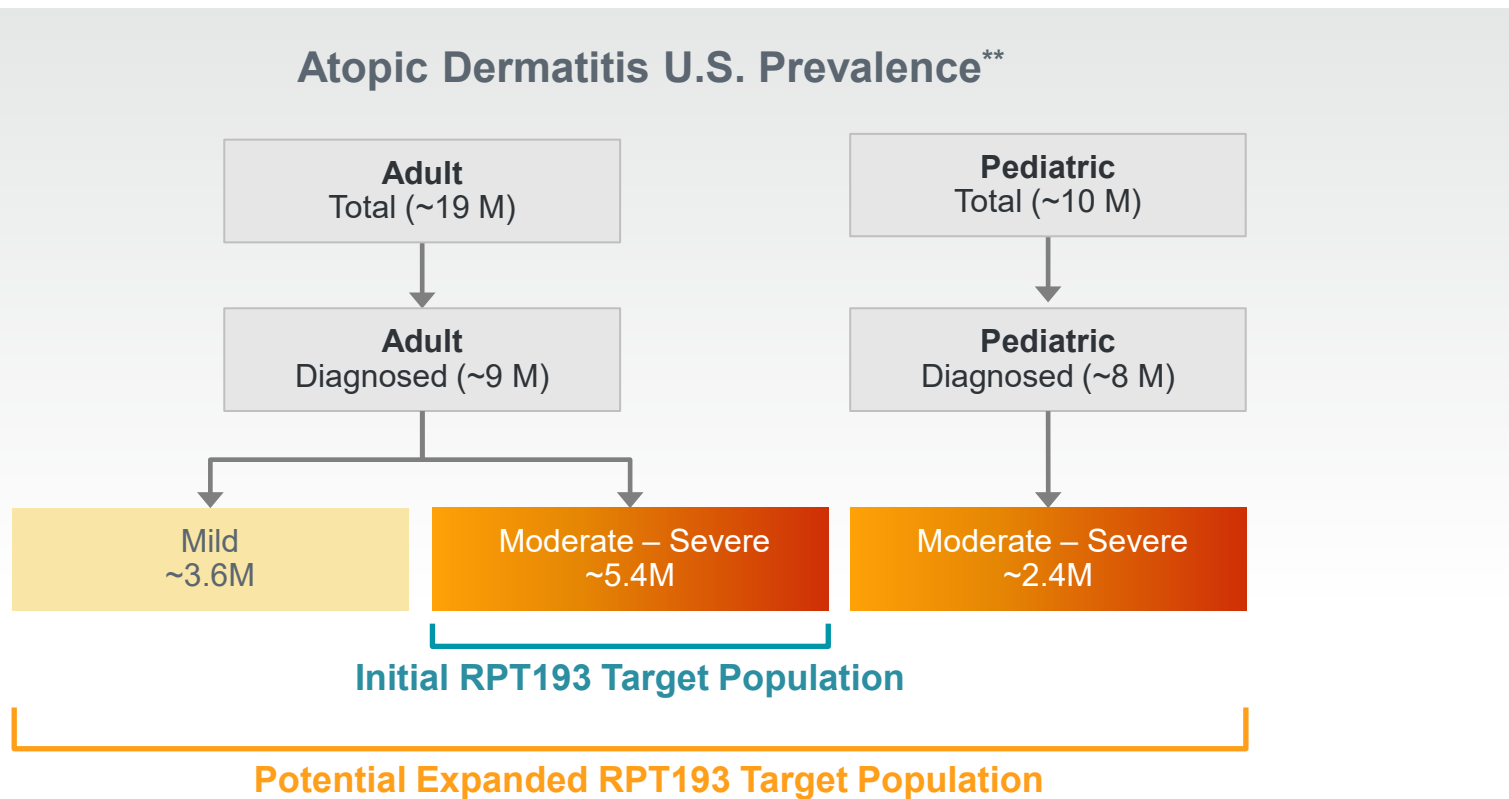 Atopic Dermatitis U.S. Prevalence**
Adult
Total (~19 M)
Pediatric
Total (~10 M)
Adult
Diagnosed (~9 M)
Pediatric
Diagnosed (~8 M)
Mild
~3.6M
Moderate – Severe
~5.4M
Moderate – Severe
~2.4M
Initial RPT193 Target Population
Potential Expanded RPT193 Target Population